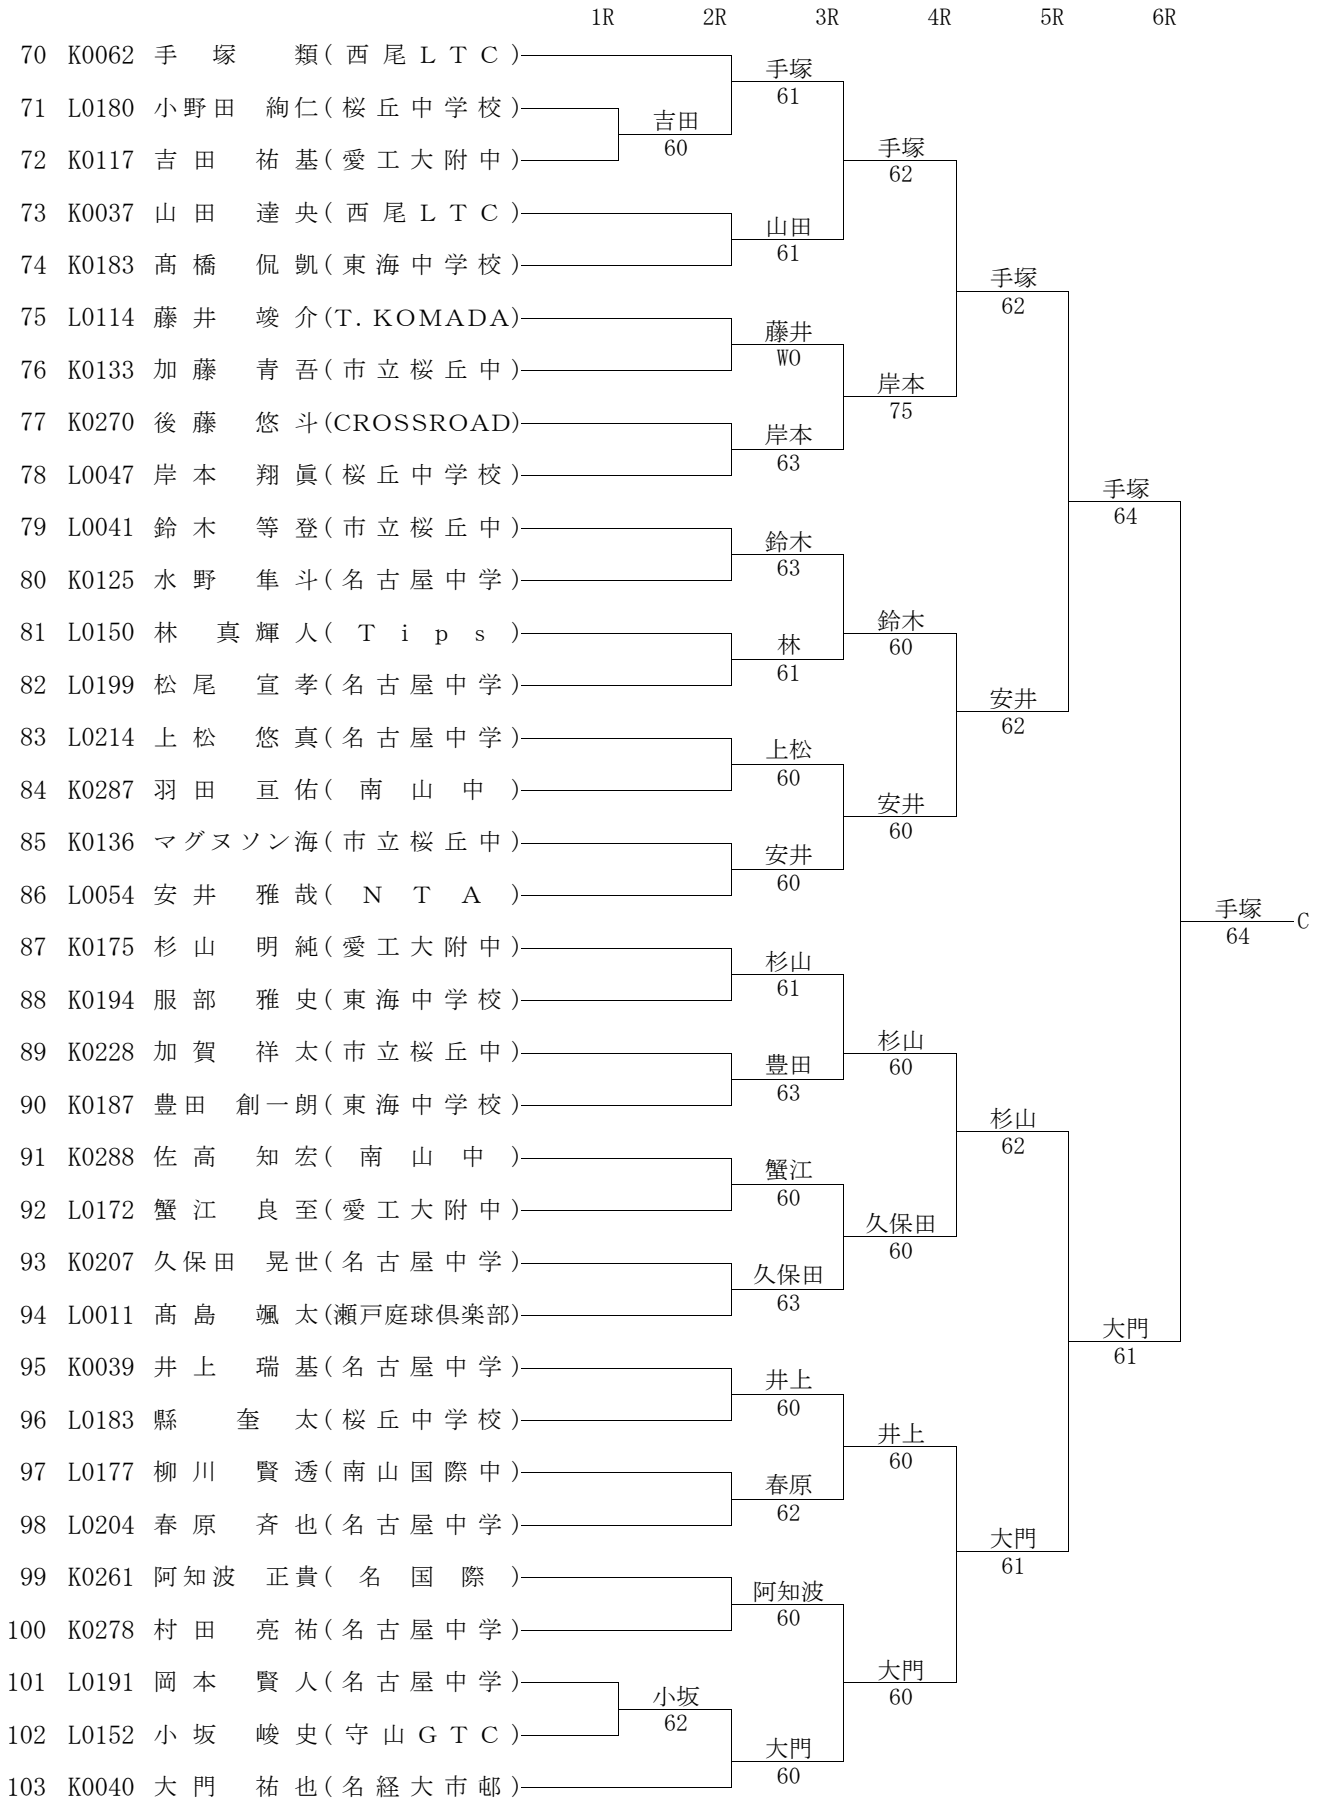 1R 2R 3R 4R 5R 6R
70 K0062 手塚 類(西尾LTC)
手塚
71 L0180 小野田 絢仁(桜丘中学校)
61
吉田
60
72 K0117 吉田 祐基(愛工大附中)
手塚
62
73 K0037 山田 達央(西尾LTC)
山田
61
74 K0183 髙橋 侃凱(東海中学校)
手塚
62
75 L0114 藤井 竣介(T.KOMADA)
藤井
WO
76 K0133 加藤 青吾(市立桜丘中)
岸本
75
77 K0270 後藤 悠斗(CROSSROAD)
岸本
63
78 L0047 岸本 翔眞(桜丘中学校)
手塚
64
79 L0041 鈴木 等登(市立桜丘中)
鈴木
63
80 K0125 水野 隼斗(名古屋中学)
鈴木
60
81 L0150 林 真輝人(Tips)
林
61
82 L0199 松尾 宣孝(名古屋中学)
安井
62
83 L0214 上松 悠真(名古屋中学)
上松
60
84 K0287 羽田 亘佑(南山中)
安井
60
85 K0136 マグヌソン海(市立桜丘中)
安井
60
86 L0054 安井 雅哉(NTA)
手塚
64
C
87 K0175 杉山 明純(愛工大附中)
杉山
61
88 K0194 服部 雅史(東海中学校)
杉山
60
89 K0228 加賀 祥太(市立桜丘中)
豊田
63
90 K0187 豊田 創一朗(東海中学校)
杉山
62
91 K0288 佐高 知宏(南山中)
蟹江
60
92 L0172 蟹江 良至(愛工大附中)
久保田
60
93 K0207 久保田 晃世(名古屋中学)
久保田
63
94 L0011 髙島 颯太(瀬戸庭球倶楽部)
大門
61
95 K0039 井上 瑞基(名古屋中学)
井上
60
96 L0183 縣 奎太(桜丘中学校)
井上
60
97 L0177 柳川 賢透(南山国際中)
春原
62
98 L0204 春原 斉也(名古屋中学)
大門
61
99 K0261 阿知波 正貴(名国際)
阿知波
60
100 K0278 村田 亮祐(名古屋中学)
大門
60
101 L0191 岡本 賢人(名古屋中学)
小坂
62
102 L0152 小坂 峻史(守山GTC)
大門
60
103 K0040 大門 祐也(名経大市邨)